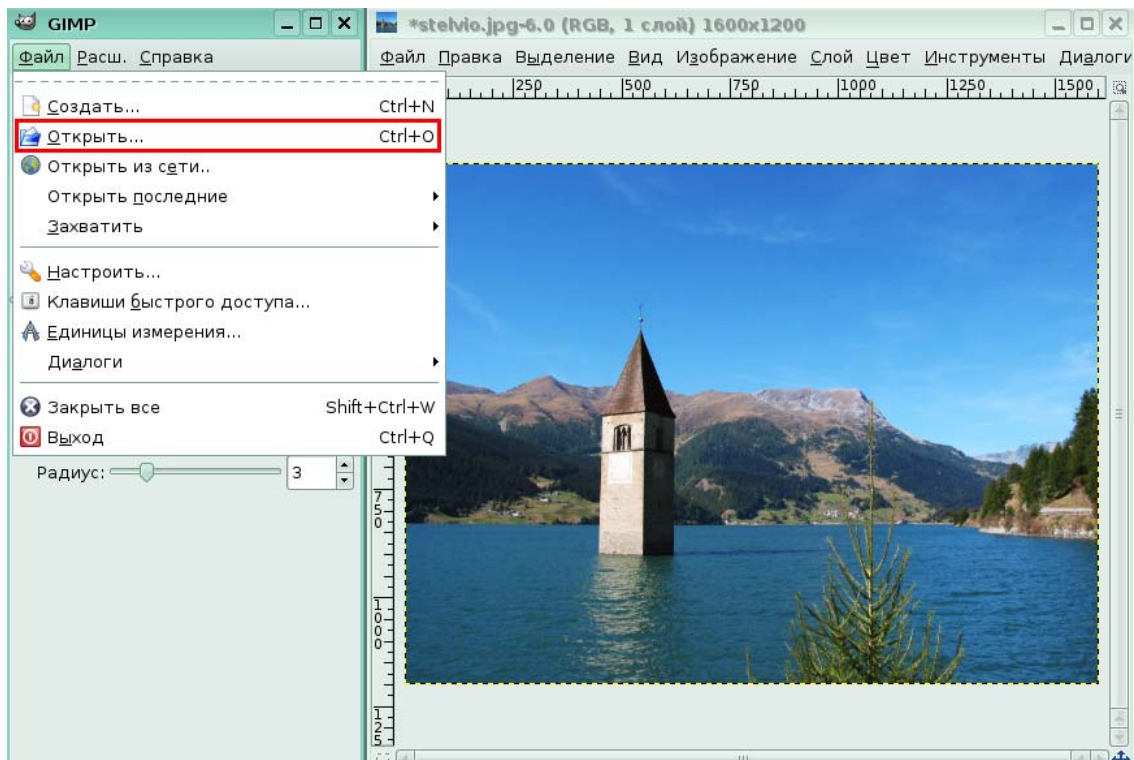 GIMP
Файл Расш. Справка
Создать... Ctrl+N
Открыть... Ctrl+O
Открыть из сети..
Открыть последние
Захватить
Настроить...
Клавиши быстрого доступа...
Единицы измерения...
Диалоги
Закрыть все Shift+Ctrl+W
Выход Ctrl+Q
Радиус: 3
*stelvio.jpg-6.0 (RGB, 1 слой) 1600x1200
Файл Правка Выделение Вид Изображение Слой Цвет Инструменты Диалоги
250 500 750 1000 1250 1500
750
1000
125